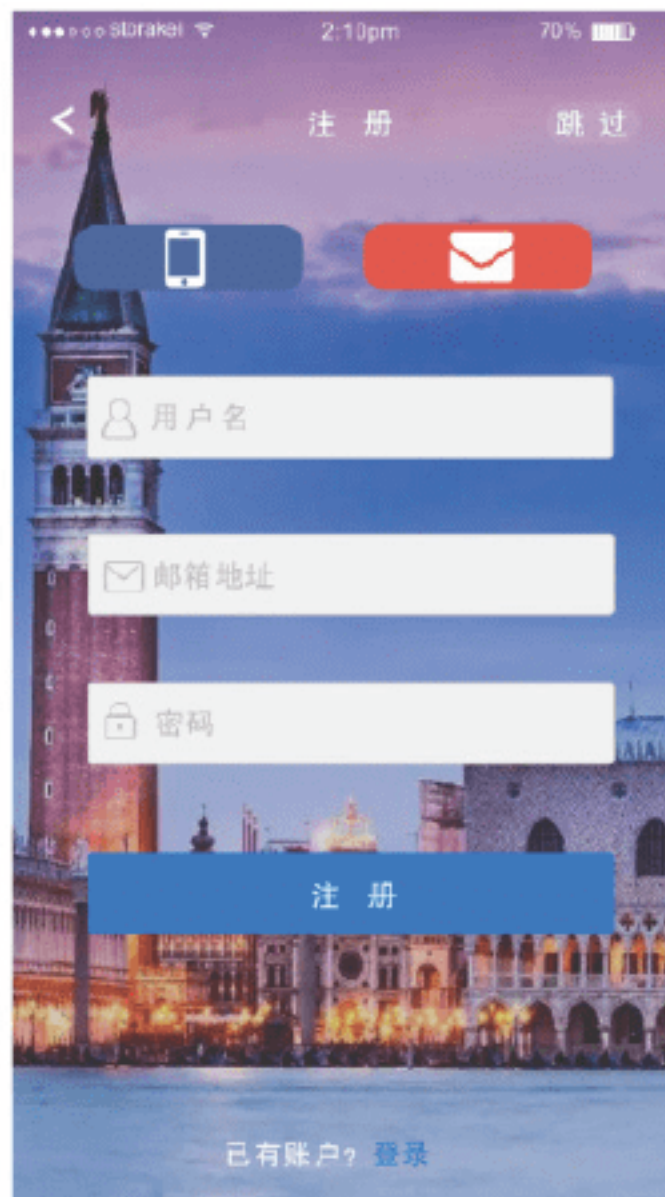 storakei 2:10pm 70%
< 注 册 跳 过
用户名
邮箱地址
密码
注 册
已有账户? 登录